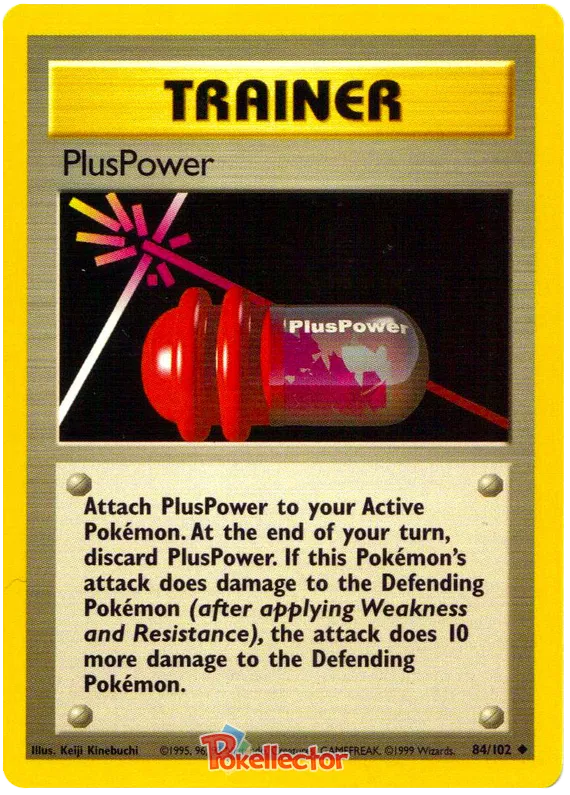 TRAINER
PlusPower
PlusPower
Attach PlusPower to your Active
Pokémon. At the end of your turn,
discard PlusPower. If this Pokémon's
attack does damage to the Defending
Pokémon (after applying Weakness
and Resistance), the attack does 10
more damage to the Defending
Pokémon.
Illus. Keiji Kinebuchi ©1995, 96, GAMEFREAK. ©1999 Wizards. 84/102 ◆
Pokellector